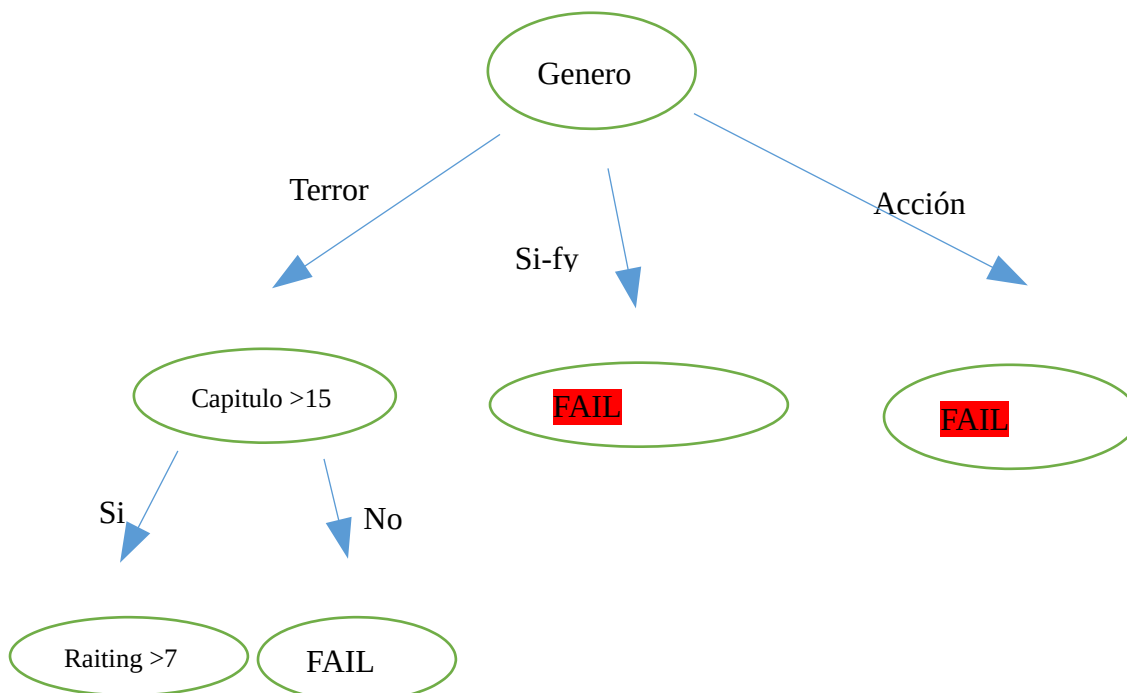 Genero
Terror
Si-fy
Acción
Capitulo >15
FAIL
FAIL
Si
No
Raiting >7
FAIL